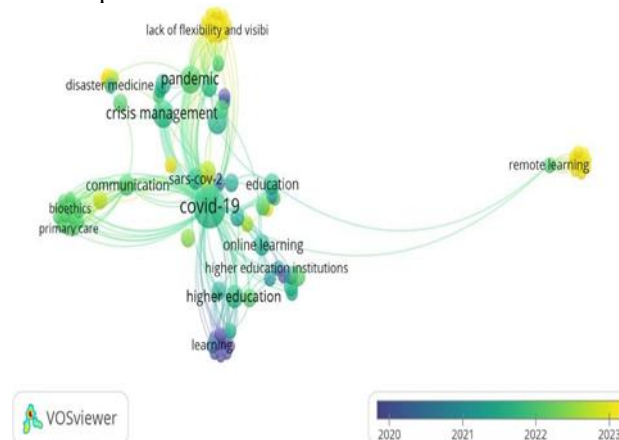 lack of flexibility and visibi
disaster medicine
pandemic
crisis management
remote learning
communication
sars-cov-2
education
bioethics
covid-19
primary care
online learning
higher education institutions
higher education
learning
VOSviewer
2020 2021 2022 2023